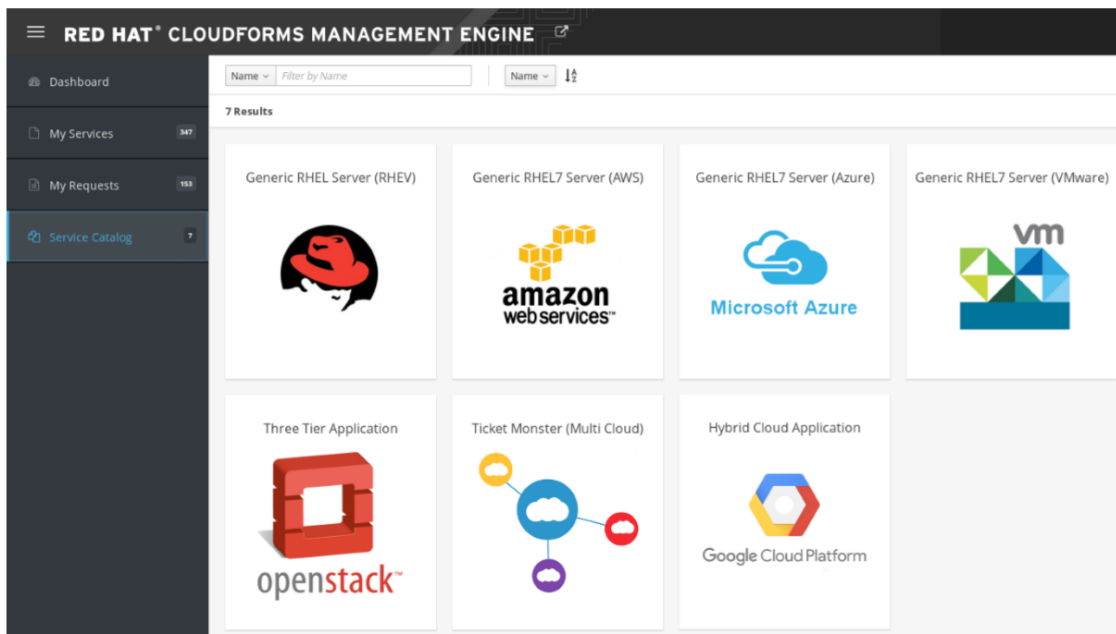 RED HAT® CLOUDFORMS MANAGEMENT ENGINE
Dashboard
My Services 347
My Requests 153
Service Catalog 7
Name Filter by Name Name
7 Results
Generic RHEL Server (RHEV)
Generic RHEL7 Server (AWS)
amazon
web services™
Generic RHEL7 Server (Azure)
Microsoft Azure
Generic RHEL7 Server (VMware)
vm
Three Tier Application
openstack™
Ticket Monster (Multi Cloud)
Hybrid Cloud Application
Google Cloud Platform